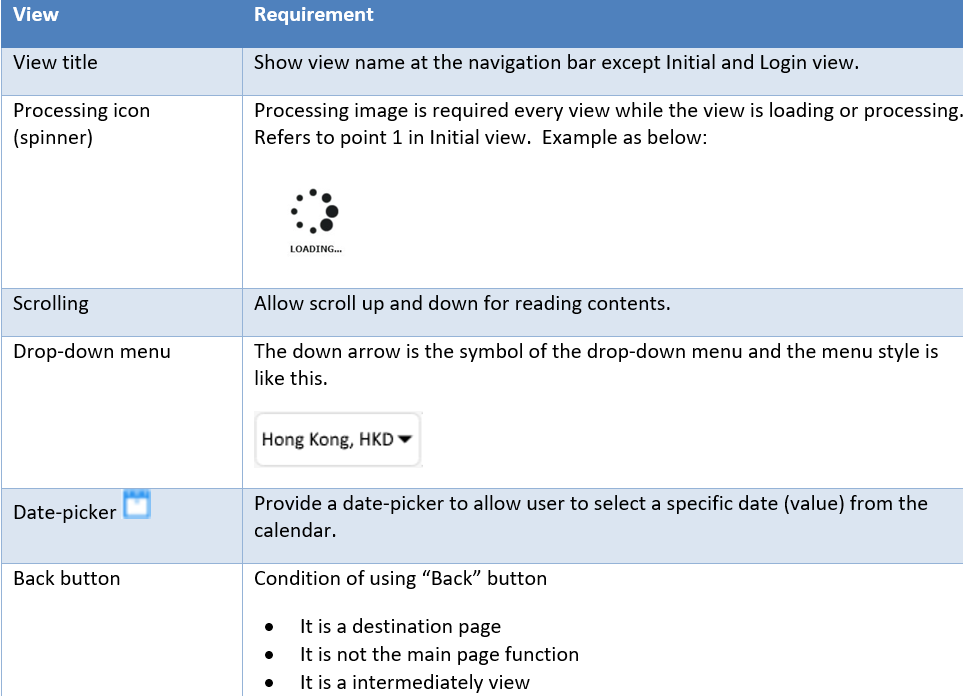 View Requirement
View title Show view name at the navigation bar except Initial and Login view.
Processing icon Processing image is required every view while the view is loading or processing.
(spinner) Refers to point 1 in Initial view. Example as below:
LOADING...
Scrolling Allow scroll up and down for reading contents.
Drop-down menu The down arrow is the symbol of the drop-down menu and the menu style is
like this.
Hong Kong, HKD
Date-picker Provide a date-picker to allow user to select a specific date (value) from the
calendar.
Back button Condition of using “Back” button
• It is a destination page
• It is not the main page function
• It is a intermediately view